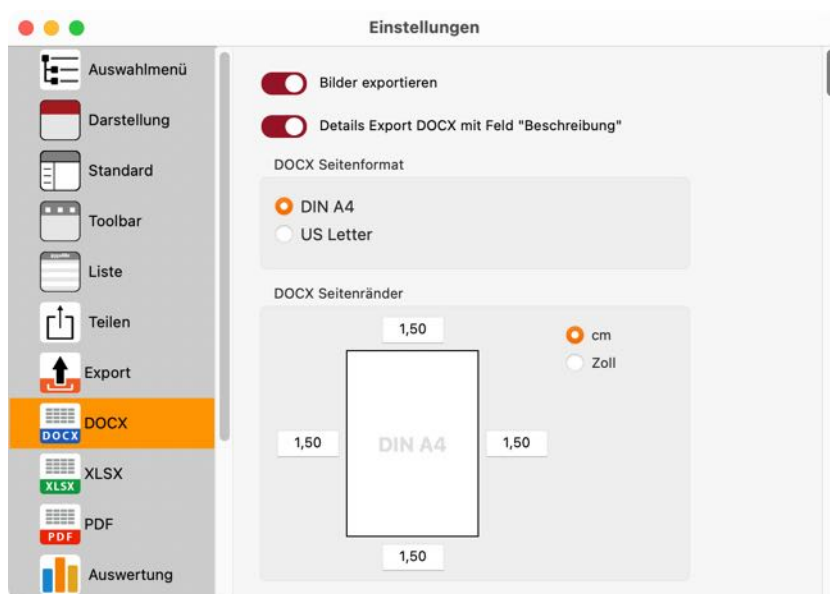 Einstellungen
Auswahlmenü
Darstellung
Standard
Toolbar
Liste
Teilen
Export
DOCX
DOCX
XLSX
XLSX
PDF
PDF
Auswertung
Bilder exportieren
Details Export DOCX mit Feld "Beschreibung"
DOCX Seitenformat
DIN A4
US Letter
DOCX Seitenränder
1,50
cm
Zoll
1,50
DIN A4
1,50
1,50